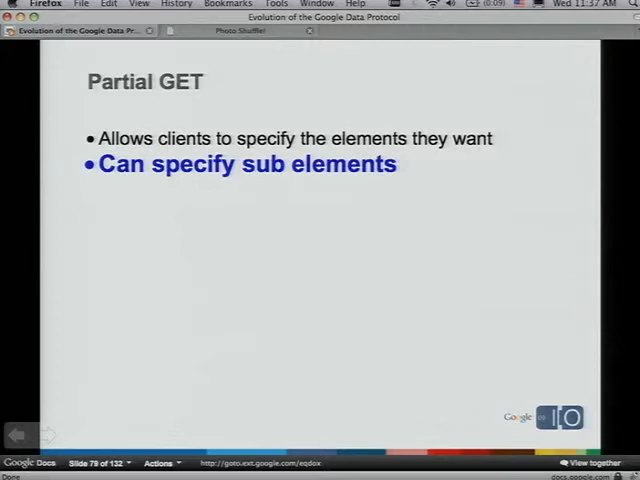 Firefox File Edit View History Bookmarks Tools Window Help (0:09) Wed 11:37 AM
Evolution of the Google Data Protocol
Evolution of the Google Data Pr... Photo Shuffle!
Partial GET
•Allows clients to specify the elements they want
•Can specify sub elements
Google I/O
Google Docs Slide 79 of 132 Actions http://goto.ext.google.com/eqdox View together
Done docs.google.com